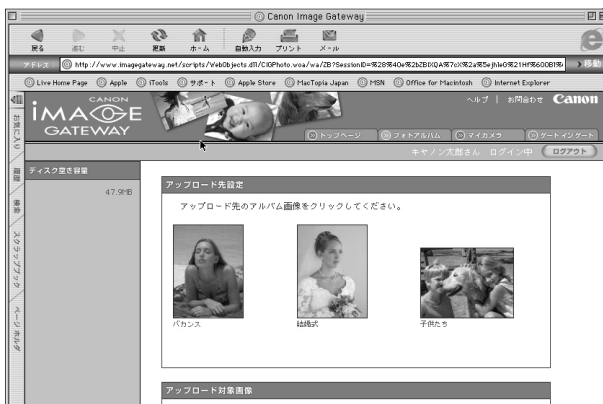 Canon Image Gateway
戻る 進む 中止 更新 ホーム 自動入力 プリント メール
アドレス http://www.imagegateway.net/scripts/WebObjects.dll/CIGPhoto.woa/wa/ 移動
Live Home Page Apple iTools サポート Apple Store MacTopia Japan MSN Office for Macintosh Internet Explorer
お気に入り
履歴
検索
スクラップブック
ページホルダ
CANON
iMAGE
GATEWAY
ヘルプ | お問合わせ Canon
トップページ フォトアルバム マイカメラ ゲートインゲート
キヤノン太郎さん ログイン中 ログアウト
ディスク空き容量
47.9MB
アップロード先設定
アップロード先のアルバム画像をクリックしてください。
バカンス 結婚式 子供たち
アップロード対象画像